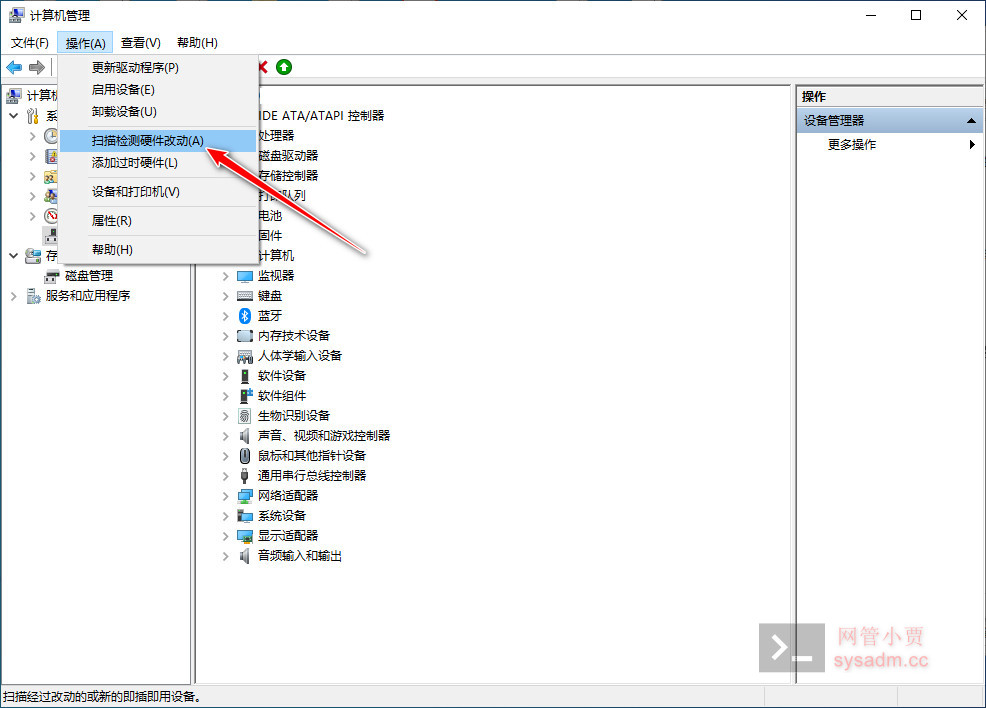 计算机管理
文件(F) 操作(A) 查看(V) 帮助(H)
更新驱动程序(P)
启用设备(E)
卸载设备(U)
扫描检测硬件改动(A)
添加过时硬件(L)
设备和打印机(V)
属性(R)
帮助(H)
计算机
系
存
磁盘管理
服务和应用程序
IDE ATA/ATAPI 控制器
处理器
磁盘驱动器
存储控制器
打印队列
电池
固件
计算机
监视器
键盘
蓝牙
内存技术设备
人体学输入设备
软件设备
软件组件
生物识别设备
声音、视频和游戏控制器
鼠标和其他指针设备
通用串行总线控制器
网络适配器
系统设备
显示适配器
音频输入和输出
操作
设备管理器
更多操作
网管小贾
sysadm.cc
扫描经过改动的或新的即插即用设备。